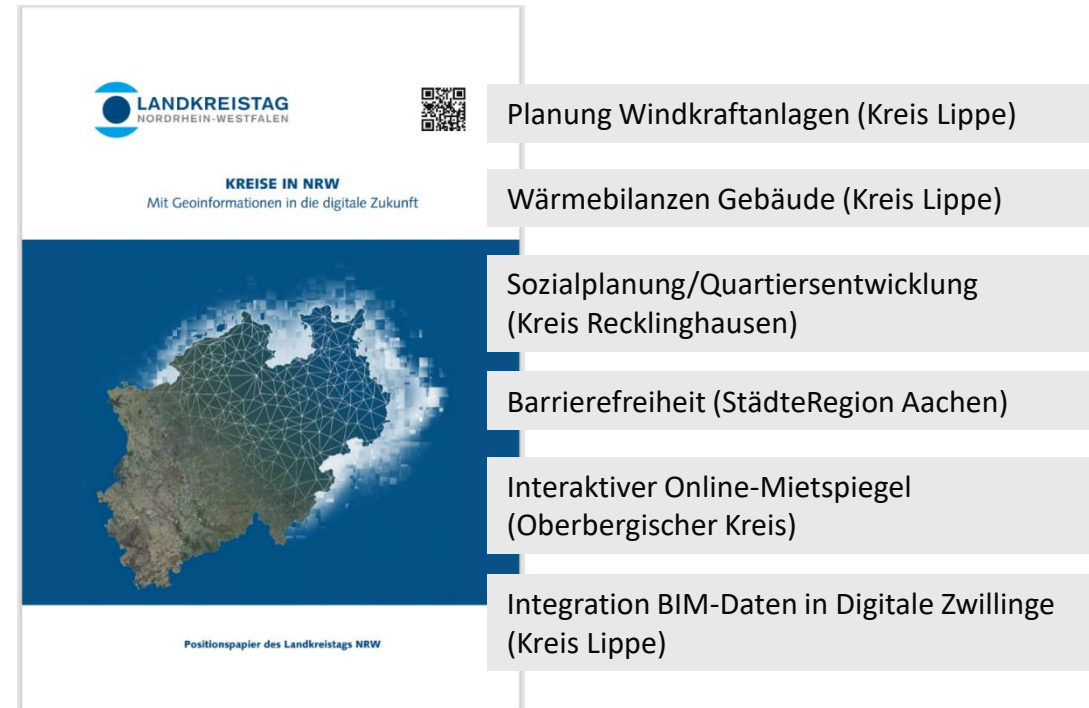 LANDKREISTAG
NORDRHEIN-WESTFALEN
KREISE IN NRW
Mit Geoinformationen in die digitale Zukunft
Positionspapier des Landkreistags NRW
Planung Windkraftanlagen (Kreis Lippe)
Wärmebilanzen Gebäude (Kreis Lippe)
Sozialplanung/Quartiersentwicklung
(Kreis Recklinghausen)
Barrierefreiheit (StädteRegion Aachen)
Interaktiver Online-Mietspiegel
(Oberbergischer Kreis)
Integration BIM-Daten in Digitale Zwillinge
(Kreis Lippe)